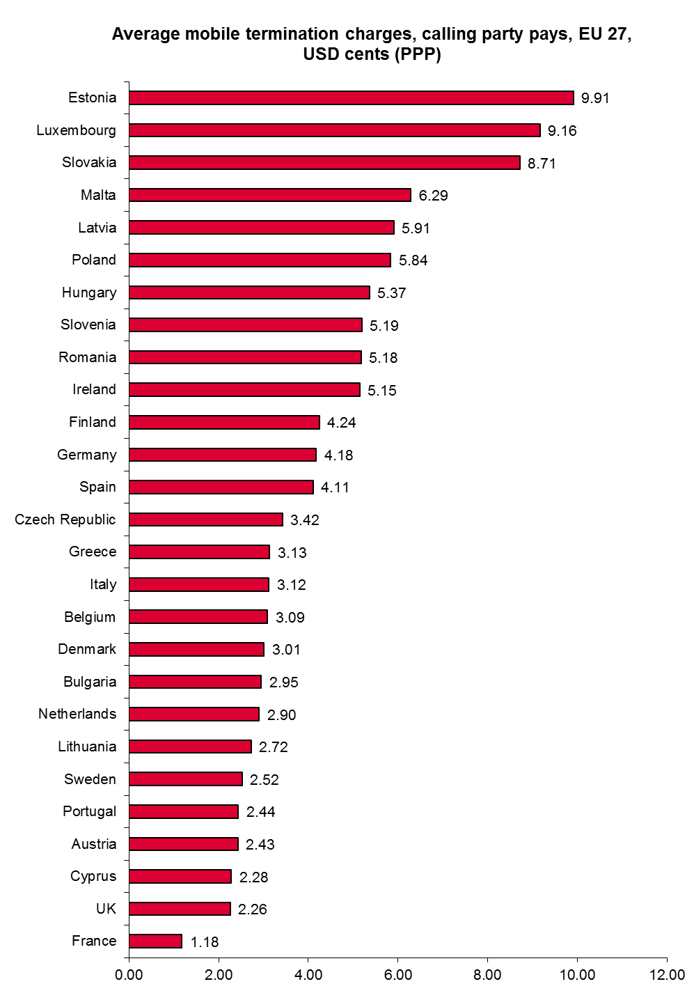 Average mobile termination charges, calling party pays, EU 27,
USD cents (PPP)
Estonia 9.91
Luxembourg 9.16
Slovakia 8.71
Malta 6.29
Latvia 5.91
Poland 5.84
Hungary 5.37
Slovenia 5.19
Romania 5.18
Ireland 5.15
Finland 4.24
Germany 4.18
Spain 4.11
Czech Republic 3.42
Greece 3.13
Italy 3.12
Belgium 3.09
Denmark 3.01
Bulgaria 2.95
Netherlands 2.90
Lithuania 2.72
Sweden 2.52
Portugal 2.44
Austria 2.43
Cyprus 2.28
UK 2.26
France 1.18
0.00 2.00 4.00 6.00 8.00 10.00 12.00